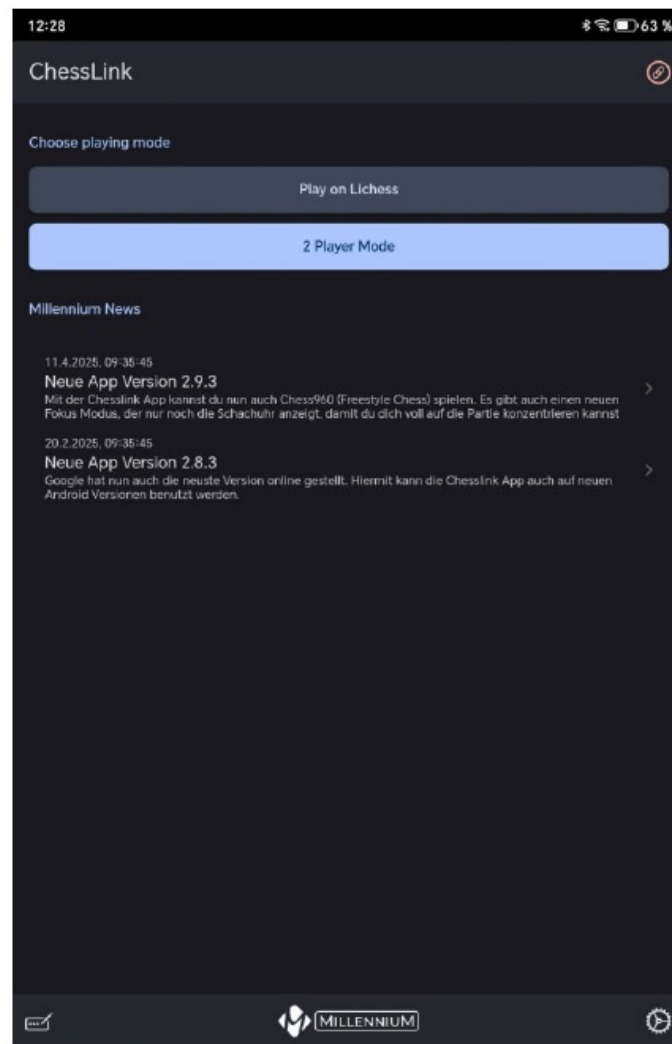 12:28
63 %
ChessLink
Choose playing mode
Play on Lichess
2 Player Mode
Millennium News
11.4.2025, 09:35:45
Neue App Version 2.9.3
Mit der Chesslink App kannst du nun auch Chess960 (Freestyle Chess) spielen. Es gibt auch einen neuen
Fokus Modus, der nur noch die Schachuhr anzeigt, damit du dich voll auf die Partie konzentrieren kannst
20.2.2025, 09:35:45
Neue App Version 2.8.3
Google hat nun auch die neuste Version online gestellt. Hiermit kann die Chesslink App auch auf neuen
Android Versionen benutzt werden.
MILLENNIUM